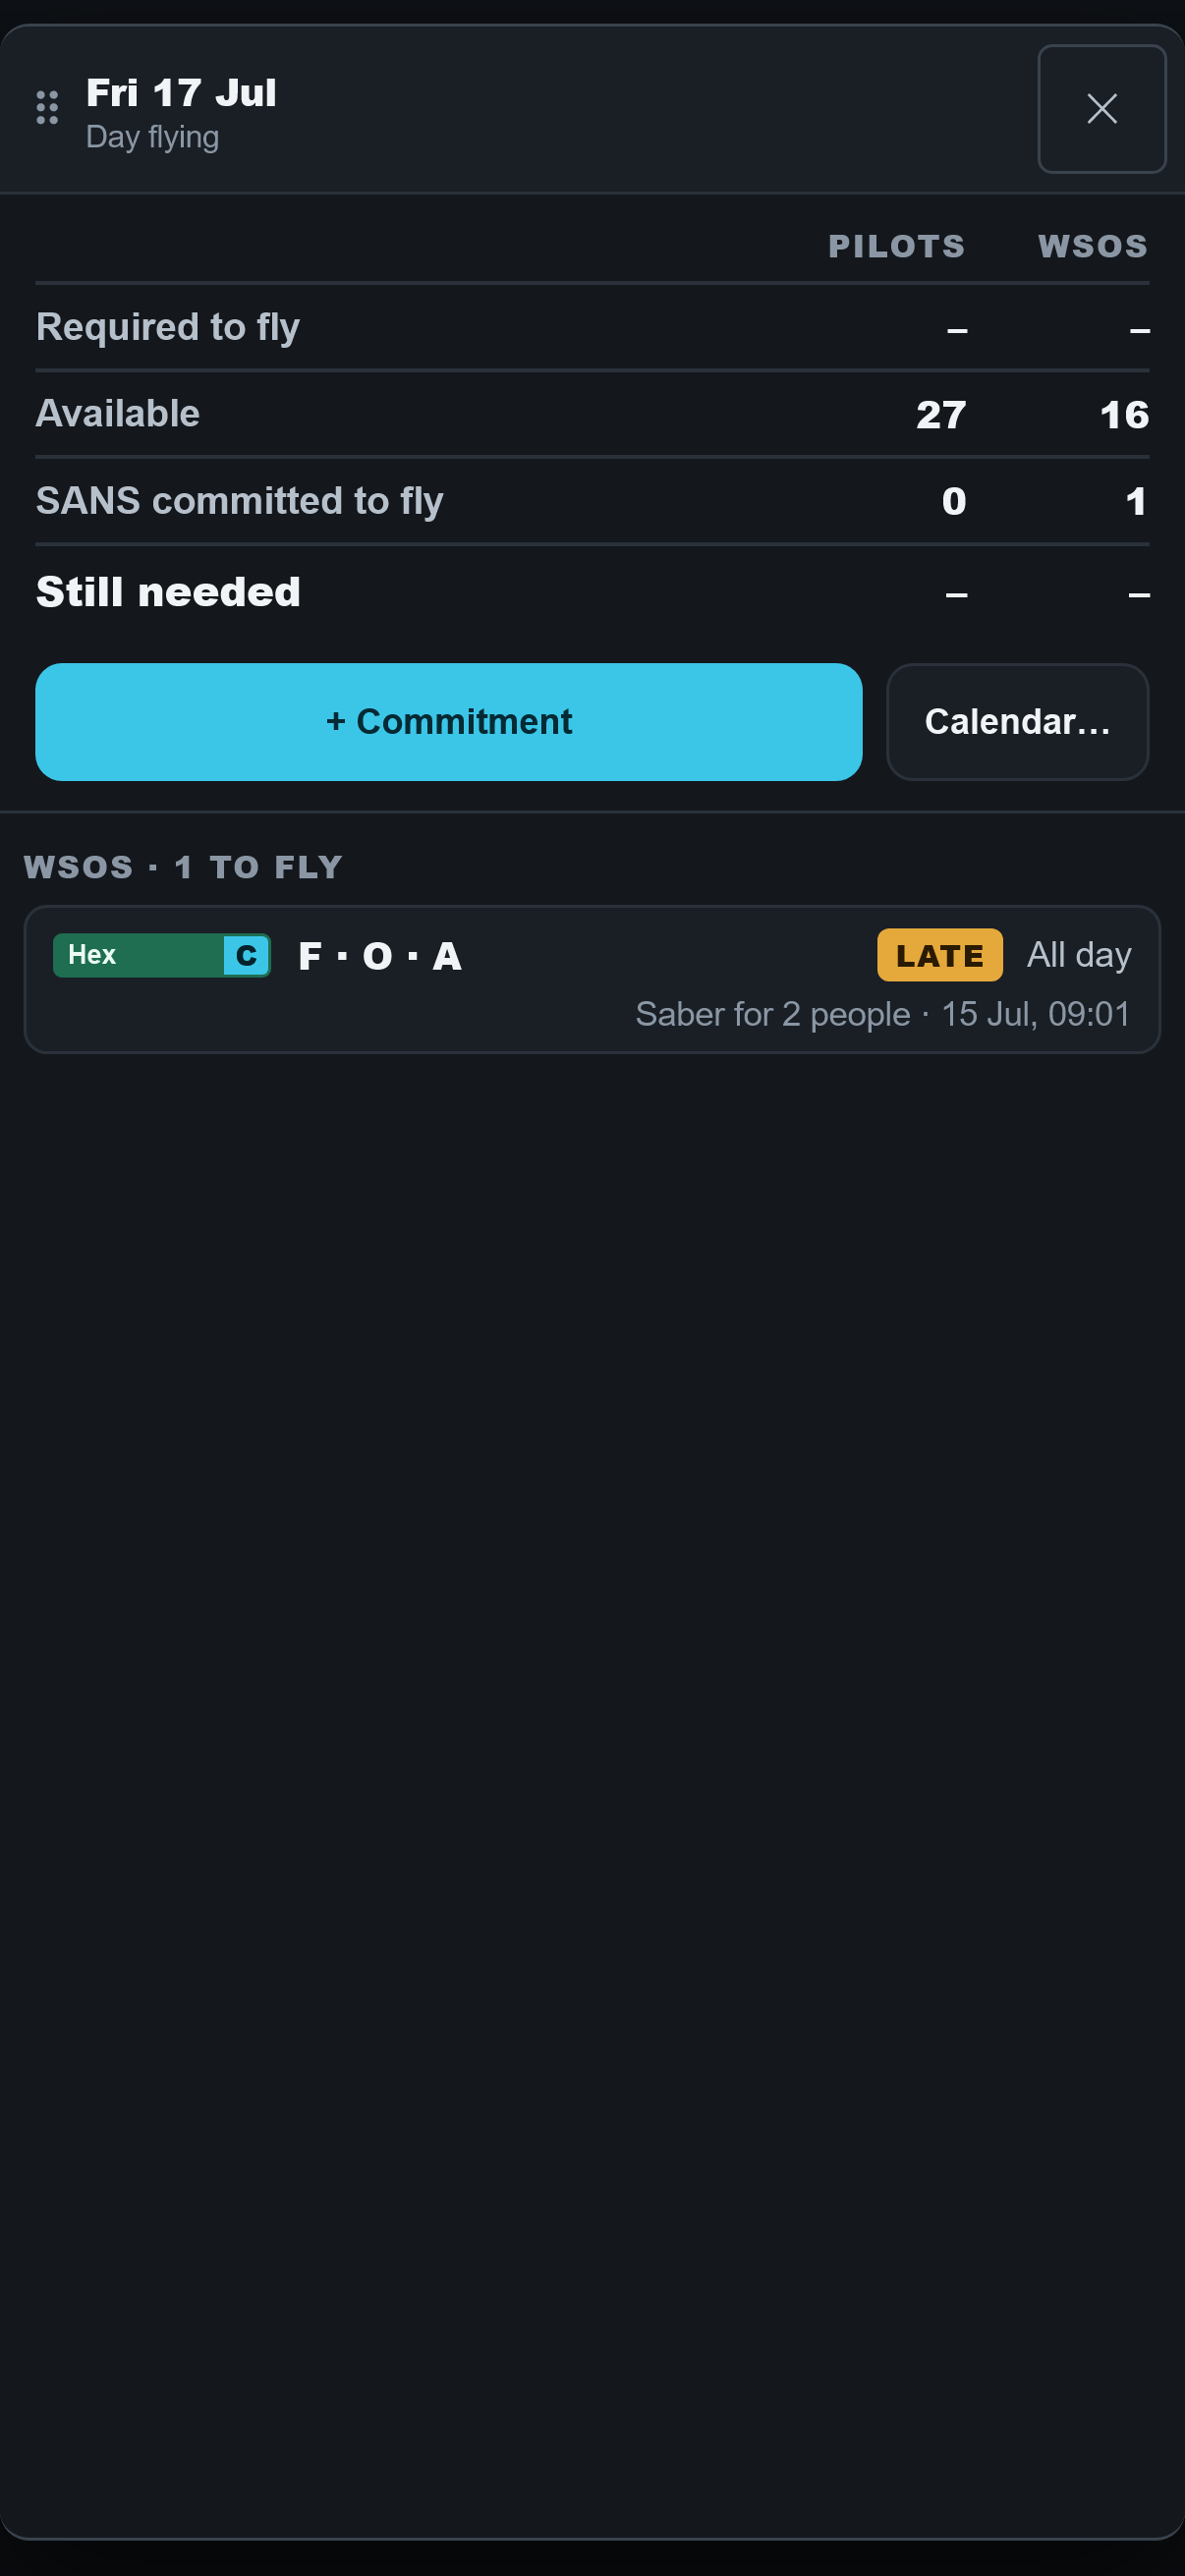 Fri 17 Jul
Day flying
PILOTS WSOS
Required to fly – –
Available 27 16
SANS committed to fly 0 1
Still needed – –
+ Commitment Calendar…
WSOS · 1 TO FLY
Hex C F · O · A LATE All day
Saber for 2 people · 15 Jul, 09:01